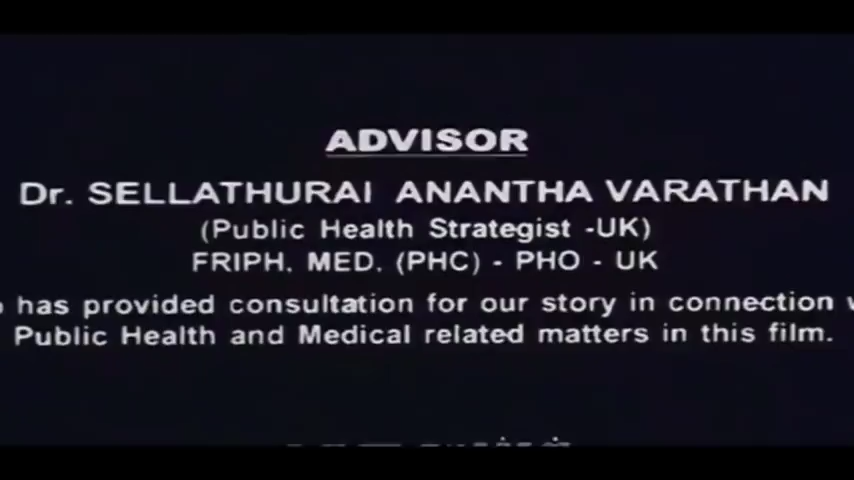 ADVISOR
Dr. SELLATHURAI ANANTHA VARATHAN
(Public Health Strategist -UK)
FRIPH. MED. (PHC) - PHO - UK
has provided consultation for our story in connection
Public Health and Medical related matters in this film.